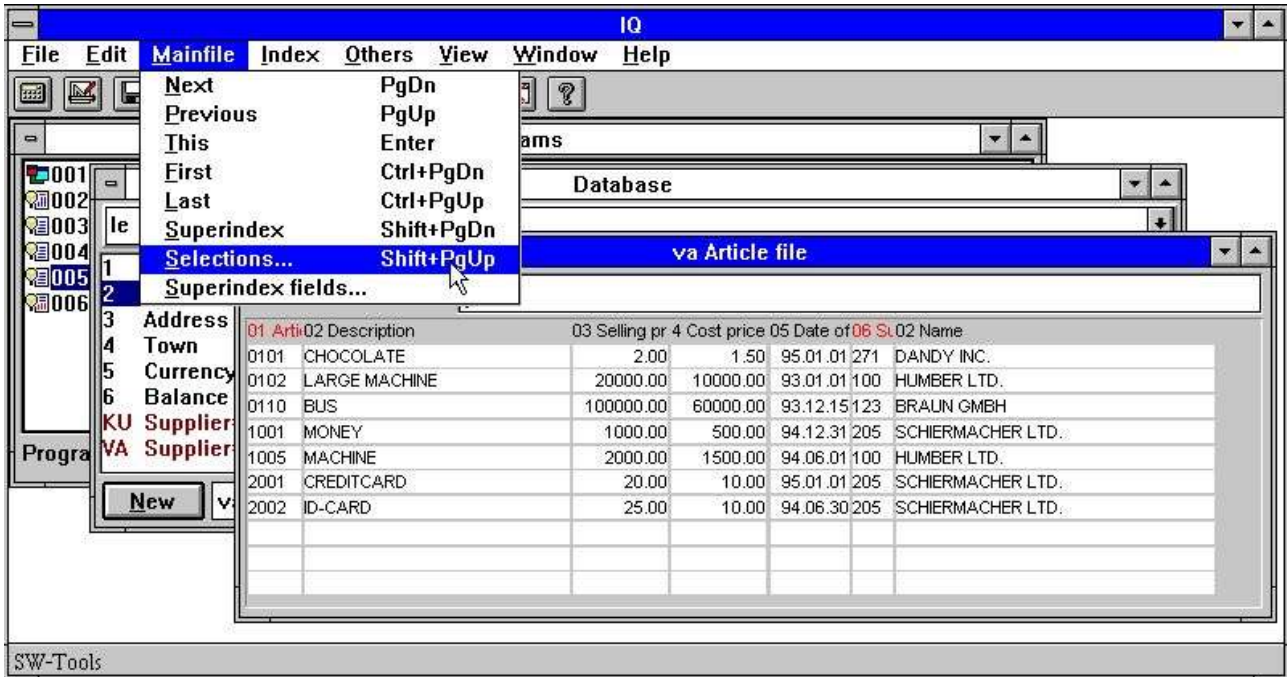 IQ
File Edit Mainfile Index Others View Window Help
Next PgDn
Previous PgUp
This Enter
First Ctrl+PgDn
Last Ctrl+PgUp
Superindex Shift+PgDn
Selections... Shift+PgUp
Superindex fields...
ams
001
002
003
004
005
006
Progra
Database
le
1
2
3 Address
4 Town
5 Currency
6 Balance
KU Supplier
VA Supplier
New va
va Article file
01 Arti 02 Description 03 Selling pr 4 Cost price 05 Date of 06 Su 02 Name
0101 CHOCOLATE 2.00 1.50 95.01.01 271 DANDY INC.
0102 LARGE MACHINE 20000.00 10000.00 93.01.01 100 HUMBER LTD.
0110 BUS 100000.00 60000.00 93.12.15 123 BRAUN GMBH
1001 MONEY 1000.00 500.00 94.12.31 205 SCHIERMACHER LTD.
1005 MACHINE 2000.00 1500.00 94.06.01 100 HUMBER LTD.
2001 CREDITCARD 20.00 10.00 95.01.01 205 SCHIERMACHER LTD.
2002 ID-CARD 25.00 10.00 94.06.30 205 SCHIERMACHER LTD.
SW-Tools